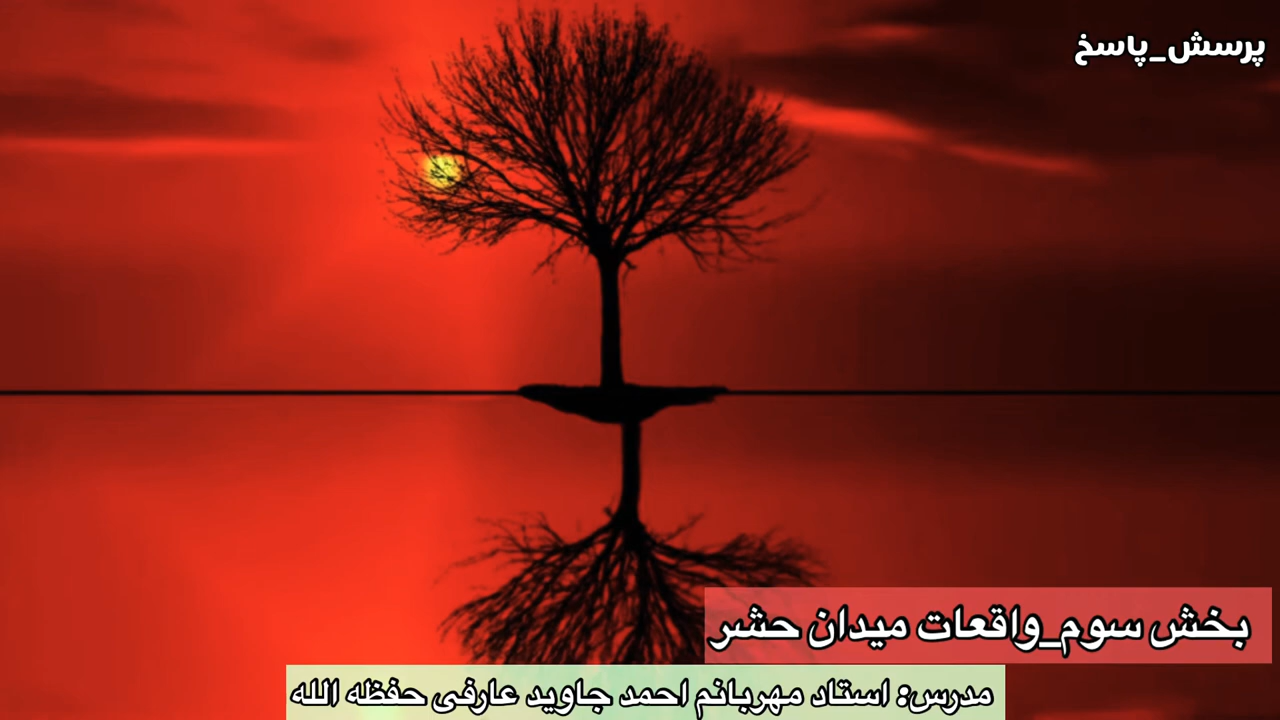 پرسش_پاسخ
بخش سوم_واقعات میدان حشر
مدرس: استاد مهربانم احمد جاوید عارفی حفظه الله